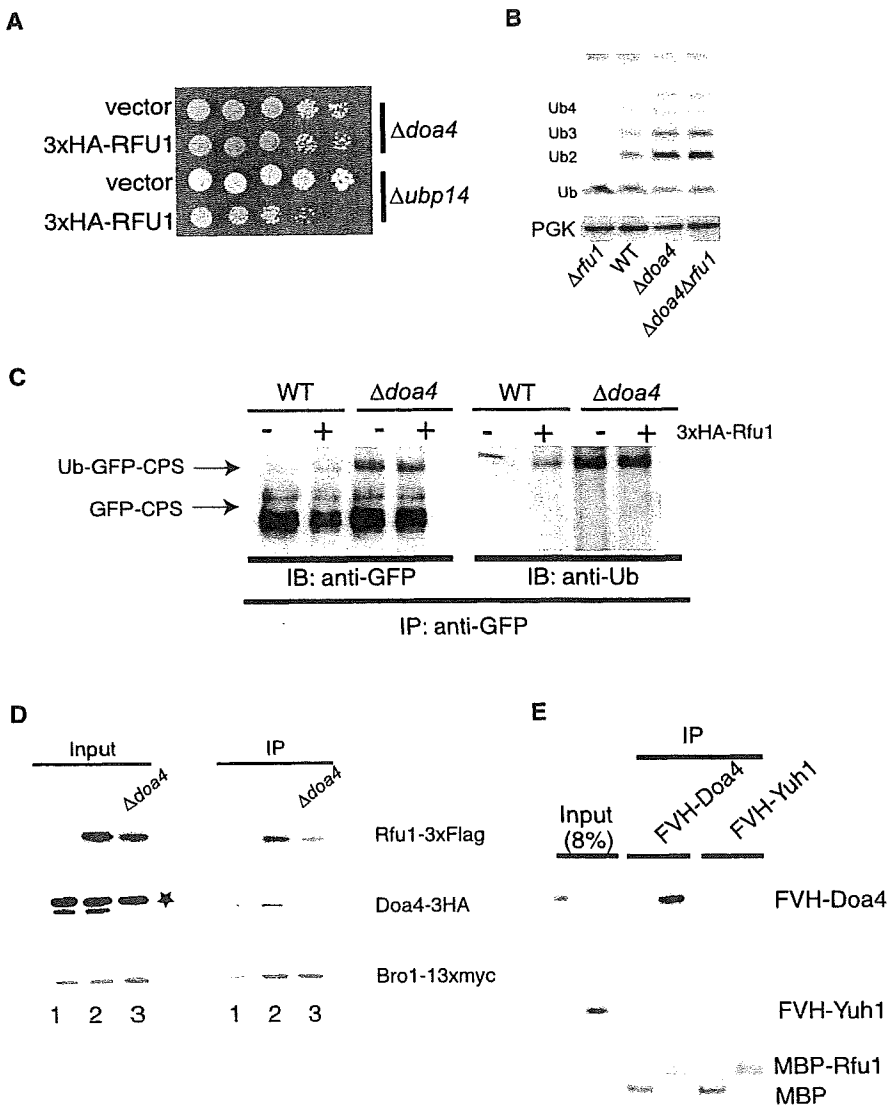 A
vector
3xHA-RFU1
Δdoa4
vector
3xHA-RFU1
Δubp14
B
Ub4
Ub3
Ub2
Ub
PGK
Δrfu1
WT
Δdoa4
Δdoa4Δrfu1
C
WT
Δdoa4
WT
Δdoa4
- + - + - + - + 3xHA-Rfu1
Ub-GFP-CPS
GFP-CPS
IB: anti-GFP
IB: anti-Ub
IP: anti-GFP
D
Input
IP
Δdoa4
Δdoa4
Rfu1-3xFlag
Doa4-3HA
Bro1-13xmyc
1 2 3 1 2 3
E
IP
Input
(8%)
FVH-Doa4
FVH-Yuh1
FVH-Doa4
FVH-Yuh1
MBP-Rfu1
MBP